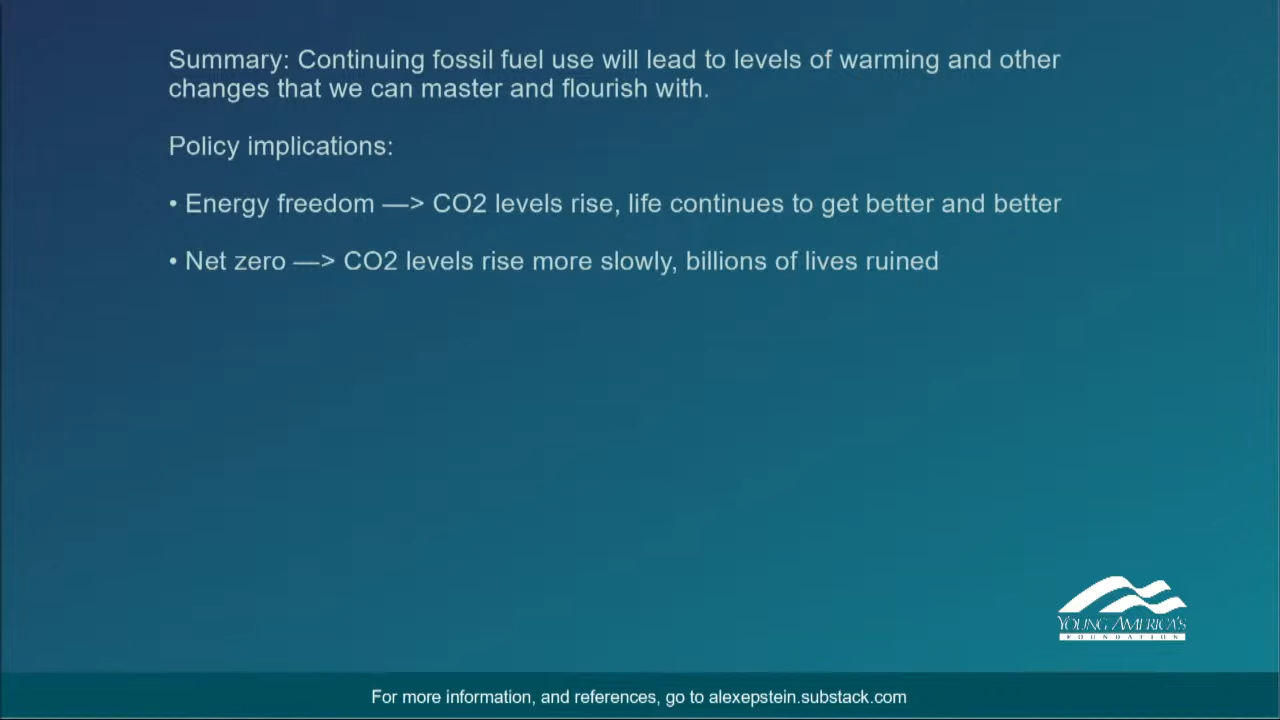 Summary: Continuing fossil fuel use will lead to levels of warming and other
changes that we can master and flourish with.
Policy implications:
• Energy freedom —> CO2 levels rise, life continues to get better and better
• Net zero —> CO2 levels rise more slowly, billions of lives ruined
YOUNG AMERICA'S
FOUNDATION
For more information, and references, go to alexepstein.substack.com